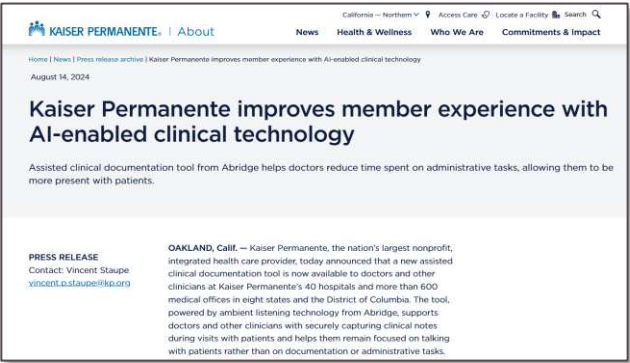 California — Northern Access Care Locate a Facility Search
KAISER PERMANENTE® | About News Health & Wellness Who We Are Commitments & Impact
Home | News | Press release archive | Kaiser Permanente improves member experience with AI-enabled clinical technology
August 14, 2024
Kaiser Permanente improves member experience with
AI-enabled clinical technology
Assisted clinical documentation tool from Abridge helps doctors reduce time spent on administrative tasks, allowing them to be
more present with patients.
PRESS RELEASE
Contact: Vincent Staupe
vincent.p.staupe@kp.org
OAKLAND, Calif. — Kaiser Permanente, the nation's largest nonprofit,
integrated health care provider, today announced that a new assisted
clinical documentation tool is now available to doctors and other
clinicians at Kaiser Permanente's 40 hospitals and more than 600
medical offices in eight states and the District of Columbia. The tool,
powered by ambient listening technology from Abridge, supports
doctors and other clinicians with securely capturing clinical notes
during visits with patients and helps them remain focused on talking
with patients rather than on documentation or administrative tasks.